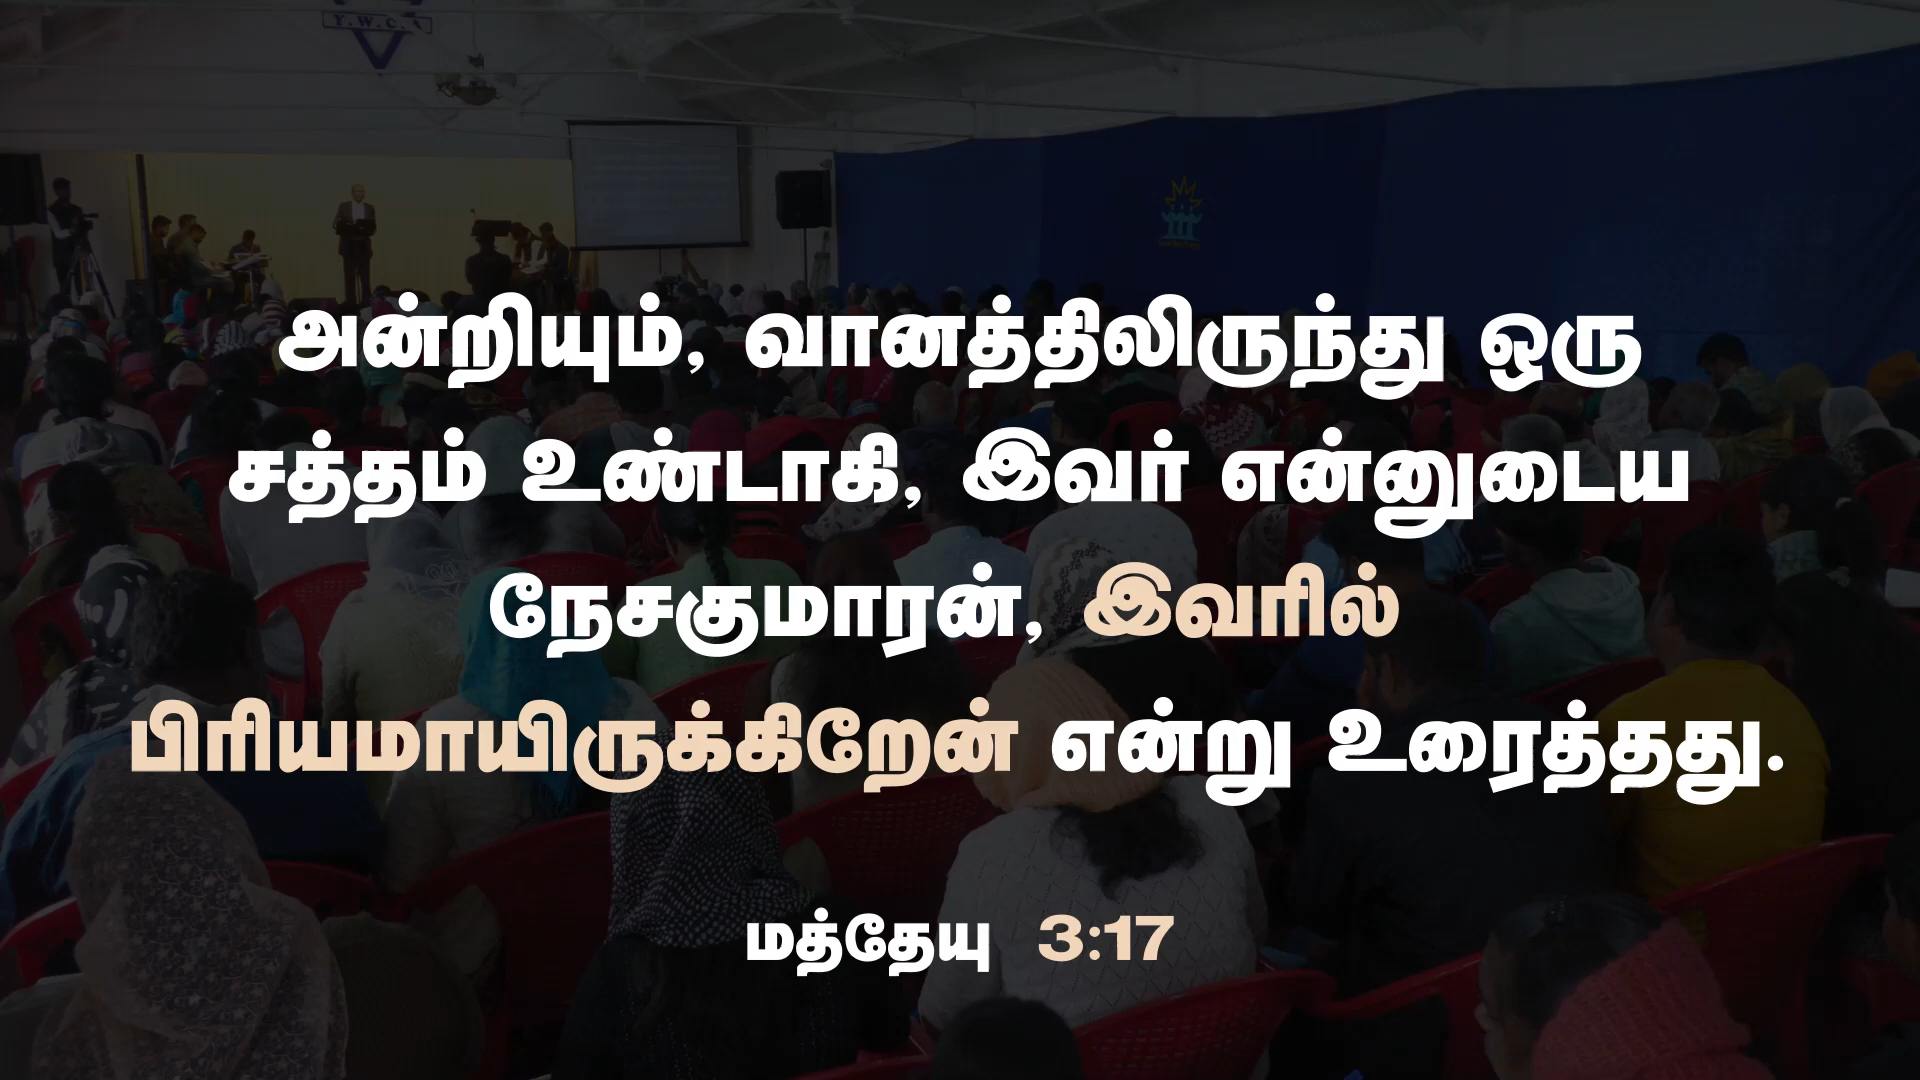 Y.W.C.A
அன்றியும், வானத்திலிருந்து ஒரு
சத்தம் உண்டாகி, இவர் என்னுடைய
நேசகுமாரன், இவரில்
பிரியமாயிருக்கிறேன் என்று உரைத்தது.
மத்தேயு 3:17